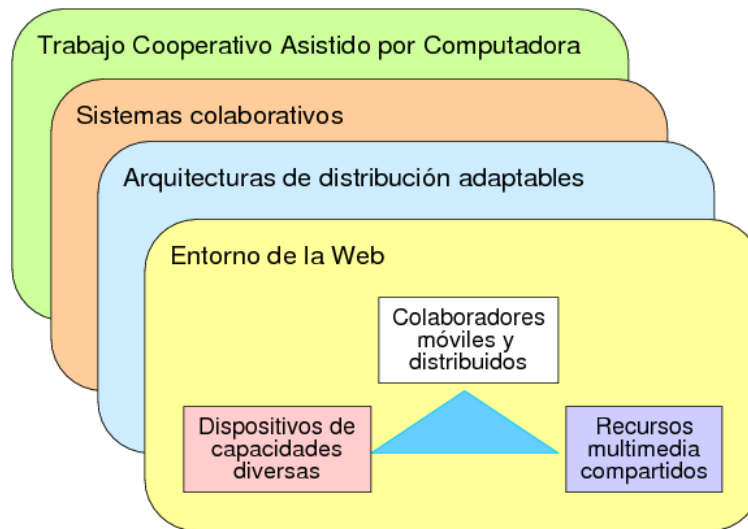 Trabajo Cooperativo Asistido por Computadora
Sistemas colaborativos
Arquitecturas de distribución adaptables
Entorno de la Web
Colaboradores
móviles y
distribuidos
Dispositivos de
capacidades
diversas
Recursos
multimedia
compartidos